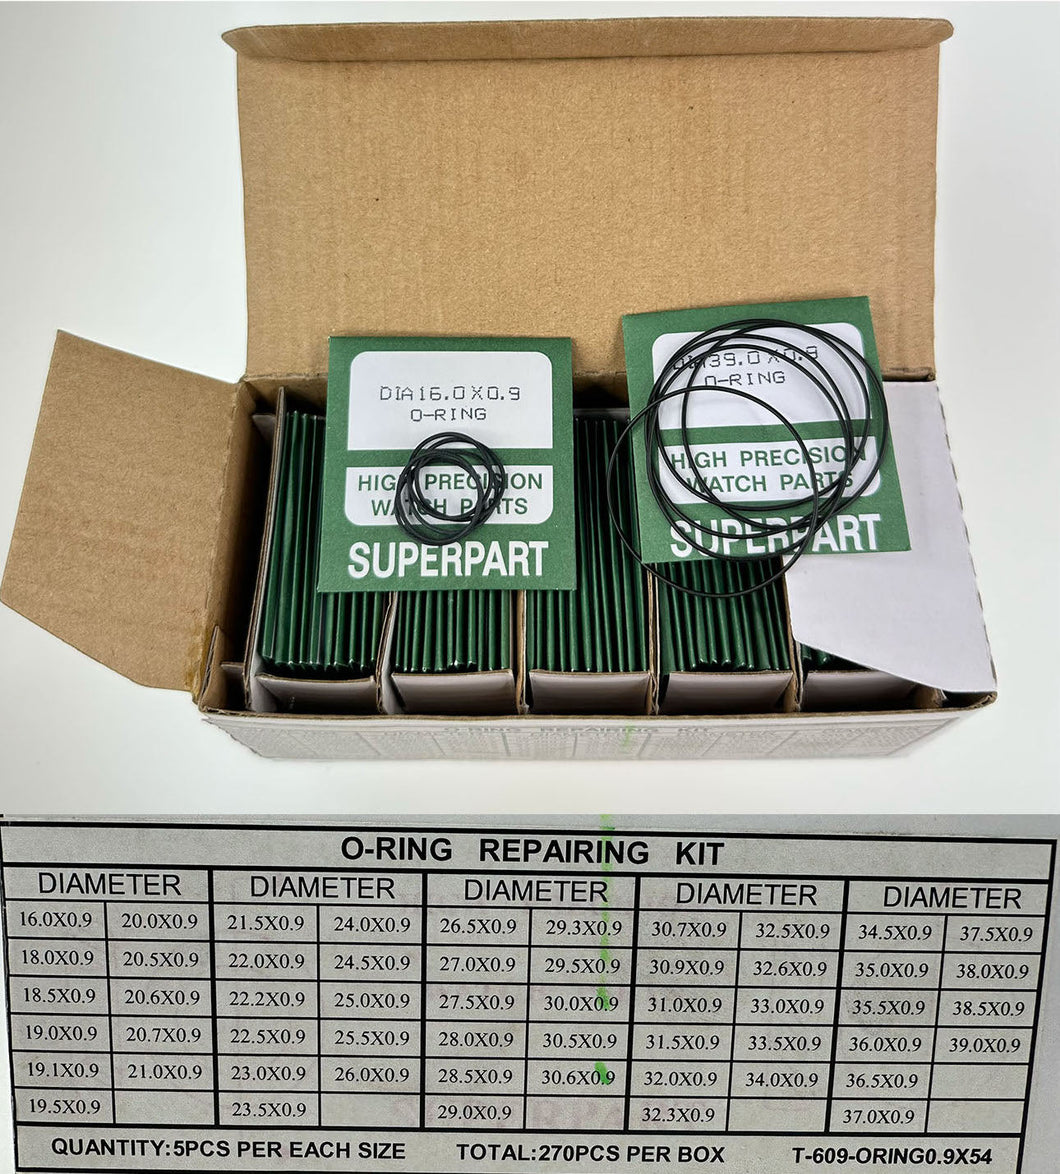 DIA16.0X0.9
O-RING
HIGH PRECISION
WATCH PARTS
SUPERPART
DIA39.0X0.9
O-RING
HIGH PRECISION
WATCH PARTS
SUPERPART
O-RING REPAIRING KIT
O-RING REPAIRING KIT
DIAMETER DIAMETER DIAMETER DIAMETER DIAMETER
16.0X0.9 20.0X0.9 21.5X0.9 24.0X0.9 26.5X0.9 29.3X0.9 30.7X0.9 32.5X0.9 34.5X0.9 37.5X0.9
18.0X0.9 20.5X0.9 22.0X0.9 24.5X0.9 27.0X0.9 29.5X0.9 30.9X0.9 32.6X0.9 35.0X0.9 38.0X0.9
18.5X0.9 20.6X0.9 22.2X0.9 25.0X0.9 27.5X0.9 30.0X0.9 31.0X0.9 33.0X0.9 35.5X0.9 38.5X0.9
19.0X0.9 20.7X0.9 22.5X0.9 25.5X0.9 28.0X0.9 30.5X0.9 31.5X0.9 33.5X0.9 36.0X0.9 39.0X0.9
19.1X0.9 21.0X0.9 23.0X0.9 26.0X0.9 28.5X0.9 30.6X0.9 32.0X0.9 34.0X0.9 36.5X0.9
19.5X0.9 23.5X0.9 29.0X0.9 32.3X0.9 37.0X0.9
QUANTITY:5PCS PER EACH SIZE TOTAL:270PCS PER BOX T-609-ORING0.9X54